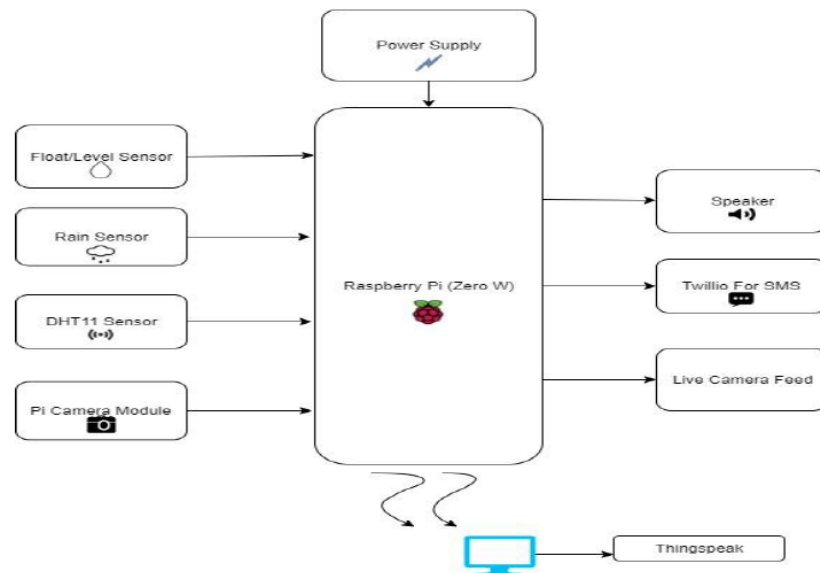 Power Supply
Float/Level Sensor
Rain Sensor
DHT11 Sensor
Pi Camera Module
Raspberry Pi (Zero W)
Speaker
Twillio For SMS
Live Camera Feed
Thingspeak